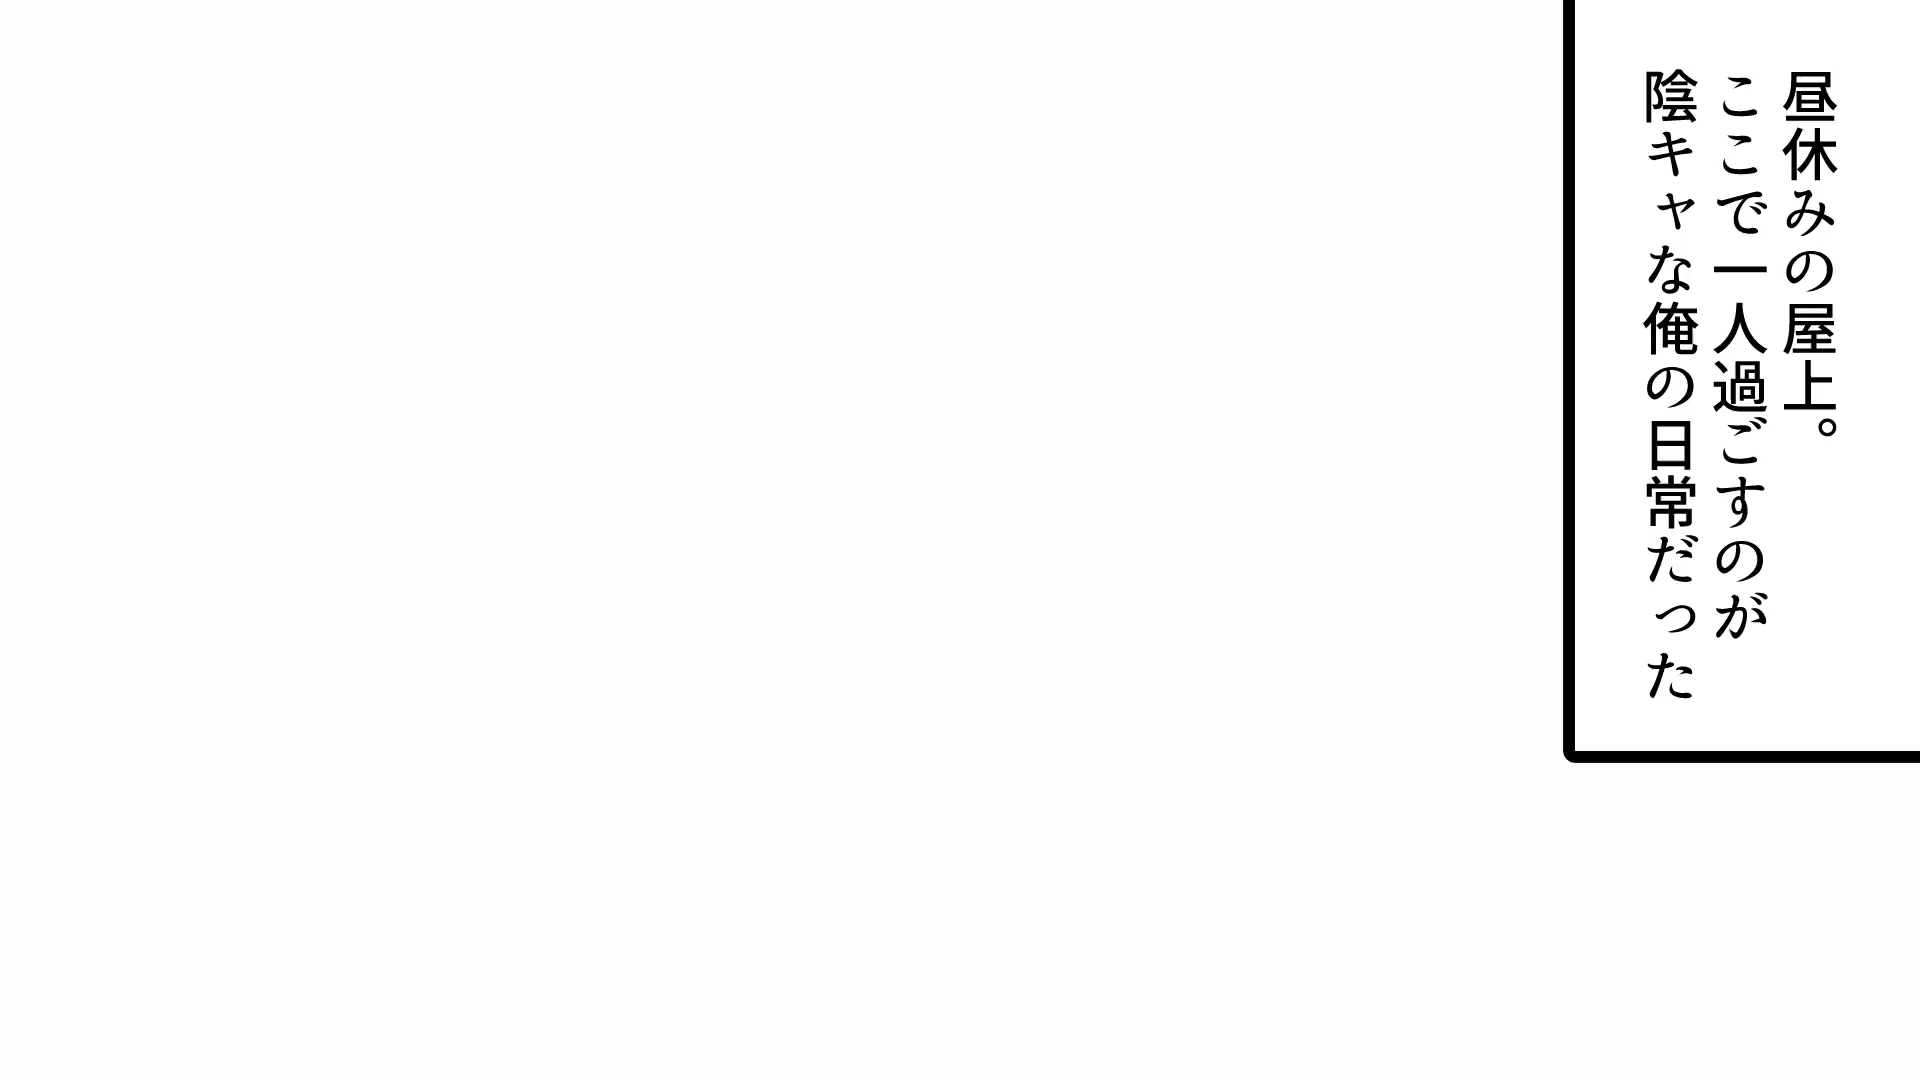 昼休みの屋上。
ここで一人過ごすのが
陰キャな俺の日常だった